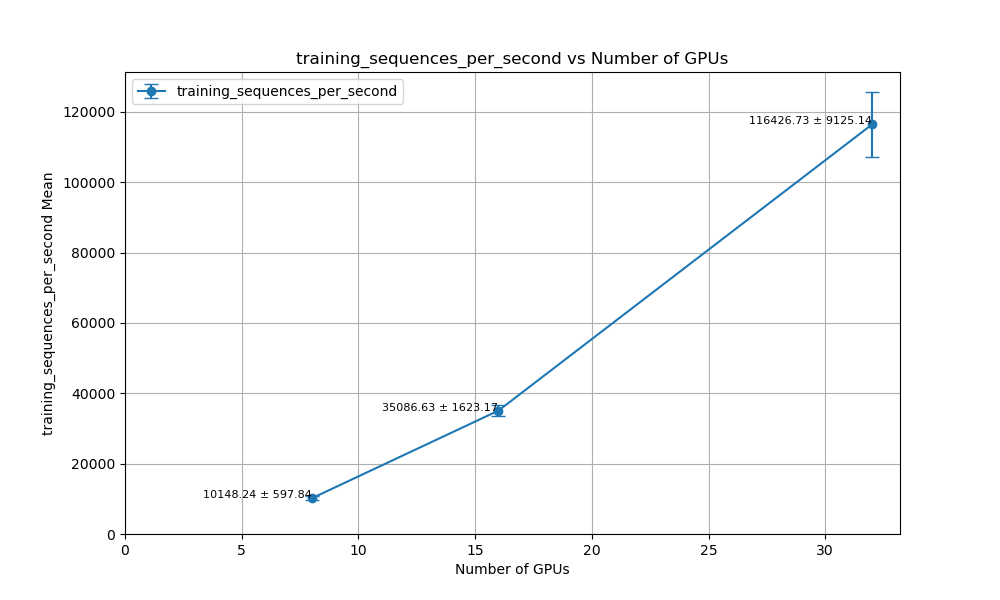 training_sequences_per_second vs Number of GPUs
training_sequences_per_second
training_sequences_per_second Mean
120000
100000
80000
60000
40000
20000
0
116426.73 ± 9125.14
35086.63 ± 1623.17
10148.24 ± 597.84
0 5 10 15 20 25 30
Number of GPUs